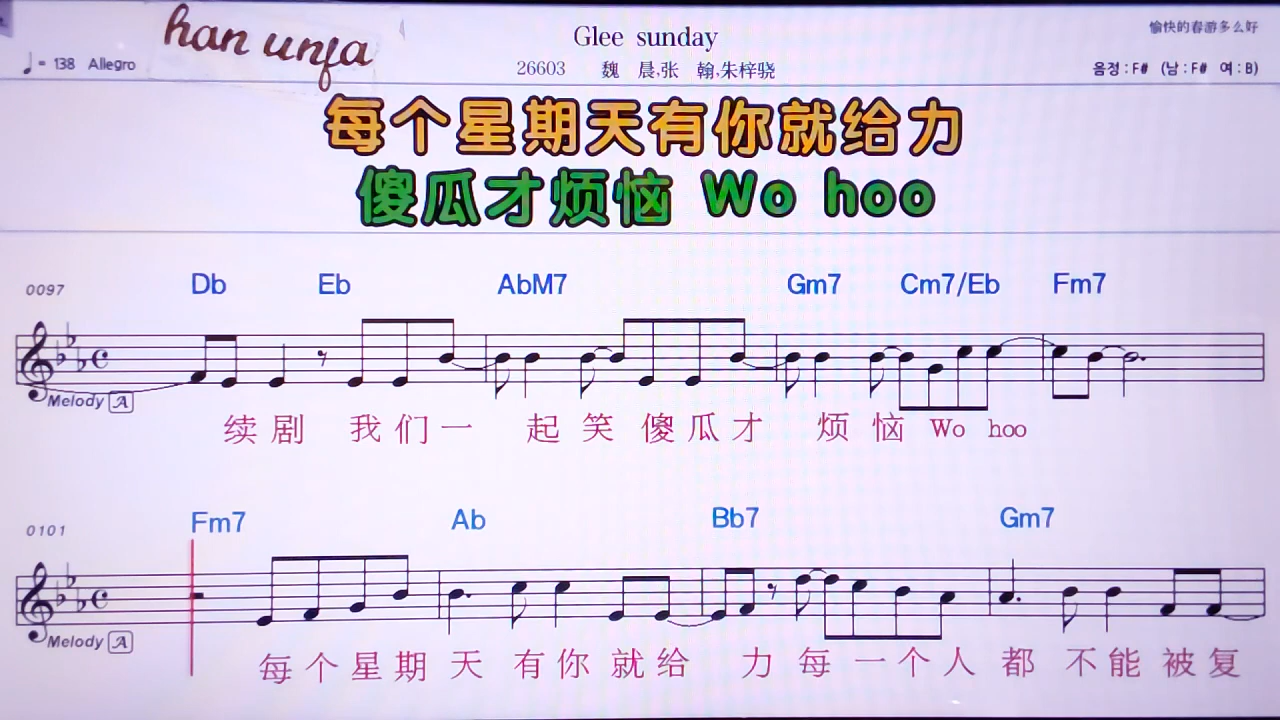 han unfa
Glee sunday
愉快的春游多么好
♩= 138 Allegro
26603 魏 晨,张 翰,朱梓骁
음정 : F# (남 : F# 여 : B)
每个星期天有你就给力
傻瓜才烦恼 Wo hoo
0097 Db Eb AbM7 Gm7 Cm7/Eb Fm7
Melody A
续剧 我们一 起笑傻瓜才 烦恼 Wo hoo
0101 Fm7 Ab Bb7 Gm7
Melody A
每个星期天 有你就给 力每一个人都不能被复